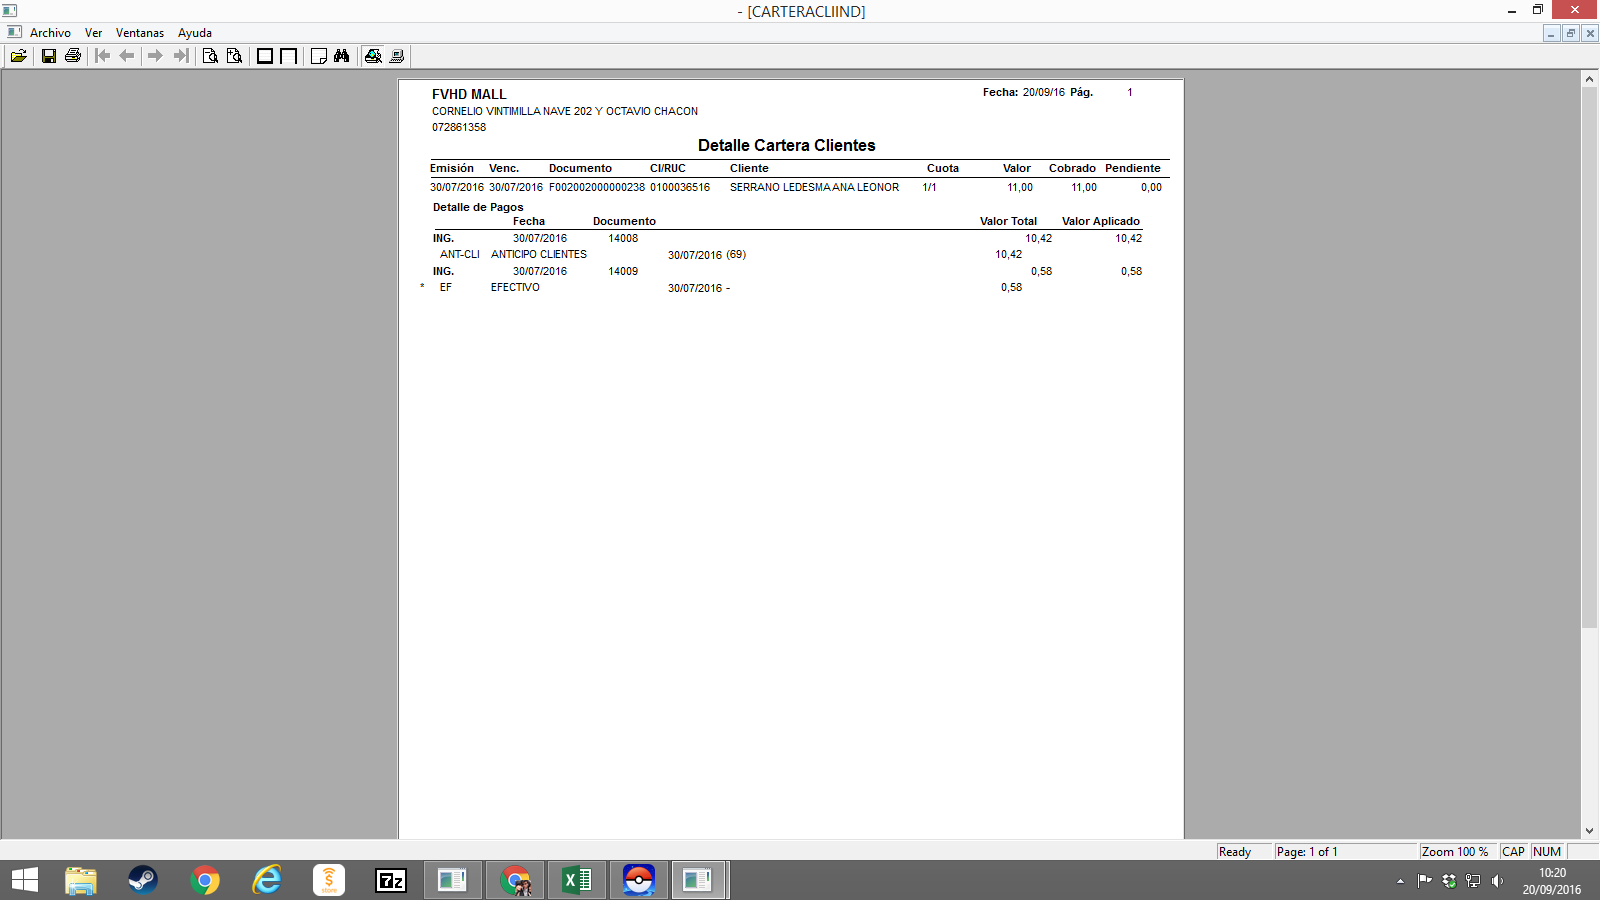 - [CARTERACLIIND]
Archivo Ver Ventanas Ayuda
FVHD MALL Fecha: 20/09/16 Pág. 1
CORNELIO VINTIMILLA NAVE 202 Y OCTAVIO CHACON
072861358
Detalle Cartera Clientes
Emisión Venc. Documento CI/RUC Cliente Cuota Valor Cobrado Pendiente
30/07/2016 30/07/2016 F002002000000238 0100036516 SERRANO LEDESMA ANA LEONOR 1/1 11,00 11,00 0,00
Detalle de Pagos
Fecha Documento Valor Total Valor Aplicado
ING. 30/07/2016 14008 10,42 10,42
ANT-CLI ANTICIPO CLIENTES 30/07/2016 (69) 10,42
ING. 30/07/2016 14009 0,58 0,58
* EF EFECTIVO 30/07/2016 - 0,58
Ready Page: 1 of 1 Zoom 100 % CAP NUM
$ store 7z X
10:20
20/09/2016